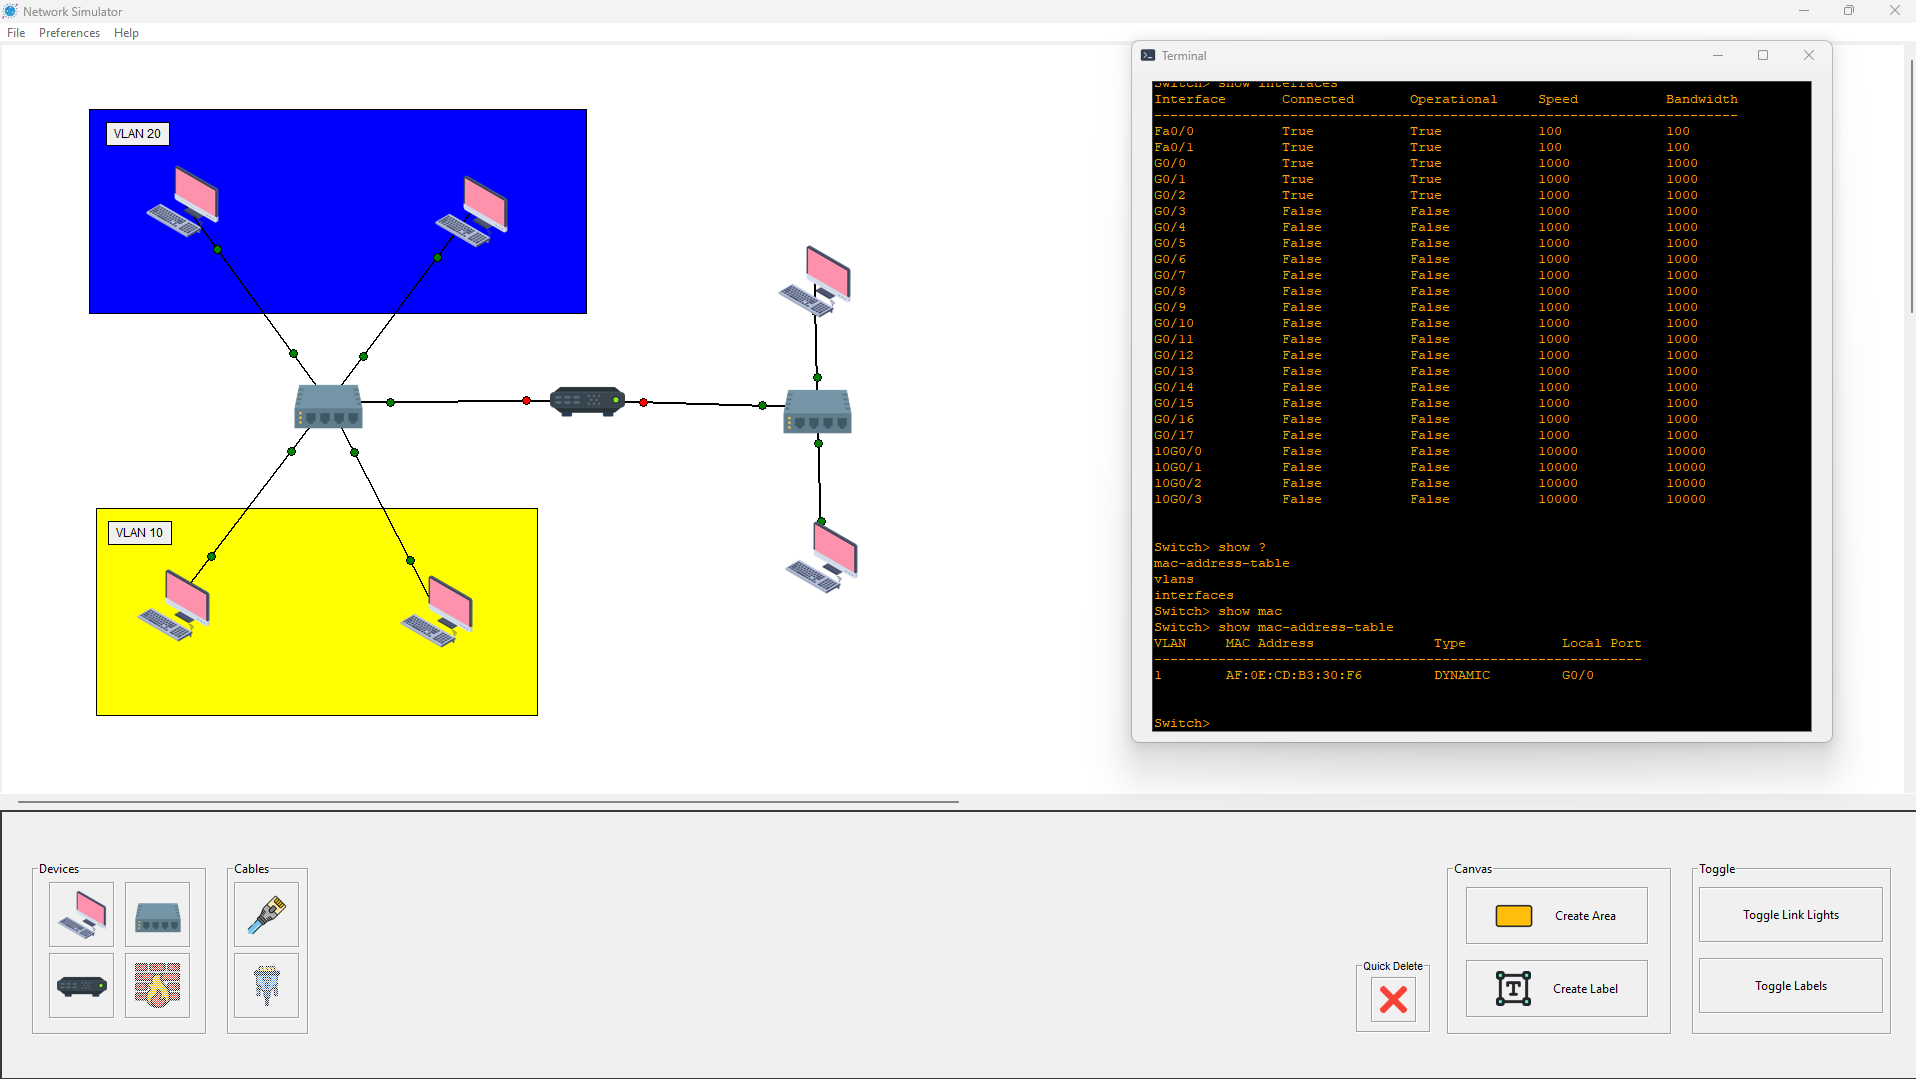 Network Simulator
File Preferences Help
VLAN 20
VLAN 10
Terminal
Switch> show interfaces
Interface Connected Operational Speed Bandwidth
--------------------------------------------------------------------------
Fa0/0 True True 100 100
Fa0/1 True True 100 100
G0/0 True True 1000 1000
G0/1 True True 1000 1000
G0/2 True True 1000 1000
G0/3 False False 1000 1000
G0/4 False False 1000 1000
G0/5 False False 1000 1000
G0/6 False False 1000 1000
G0/7 False False 1000 1000
G0/8 False False 1000 1000
G0/9 False False 1000 1000
G0/10 False False 1000 1000
G0/11 False False 1000 1000
G0/12 False False 1000 1000
G0/13 False False 1000 1000
G0/14 False False 1000 1000
G0/15 False False 1000 1000
G0/16 False False 1000 1000
G0/17 False False 1000 1000
10G0/0 False False 10000 10000
10G0/1 False False 10000 10000
10G0/2 False False 10000 10000
10G0/3 False False 10000 10000
Switch> show ?
mac-address-table
vlans
interfaces
Switch> show mac
Switch> show mac-address-table
VLAN MAC Address Type Local Port
-------------------------------------------------------------
1 AF:0E:CD:B3:30:F6 DYNAMIC G0/0
Switch>
Devices
Cables
Quick Delete
Canvas
Create Area
Create Label
Toggle
Toggle Link Lights
Toggle Labels